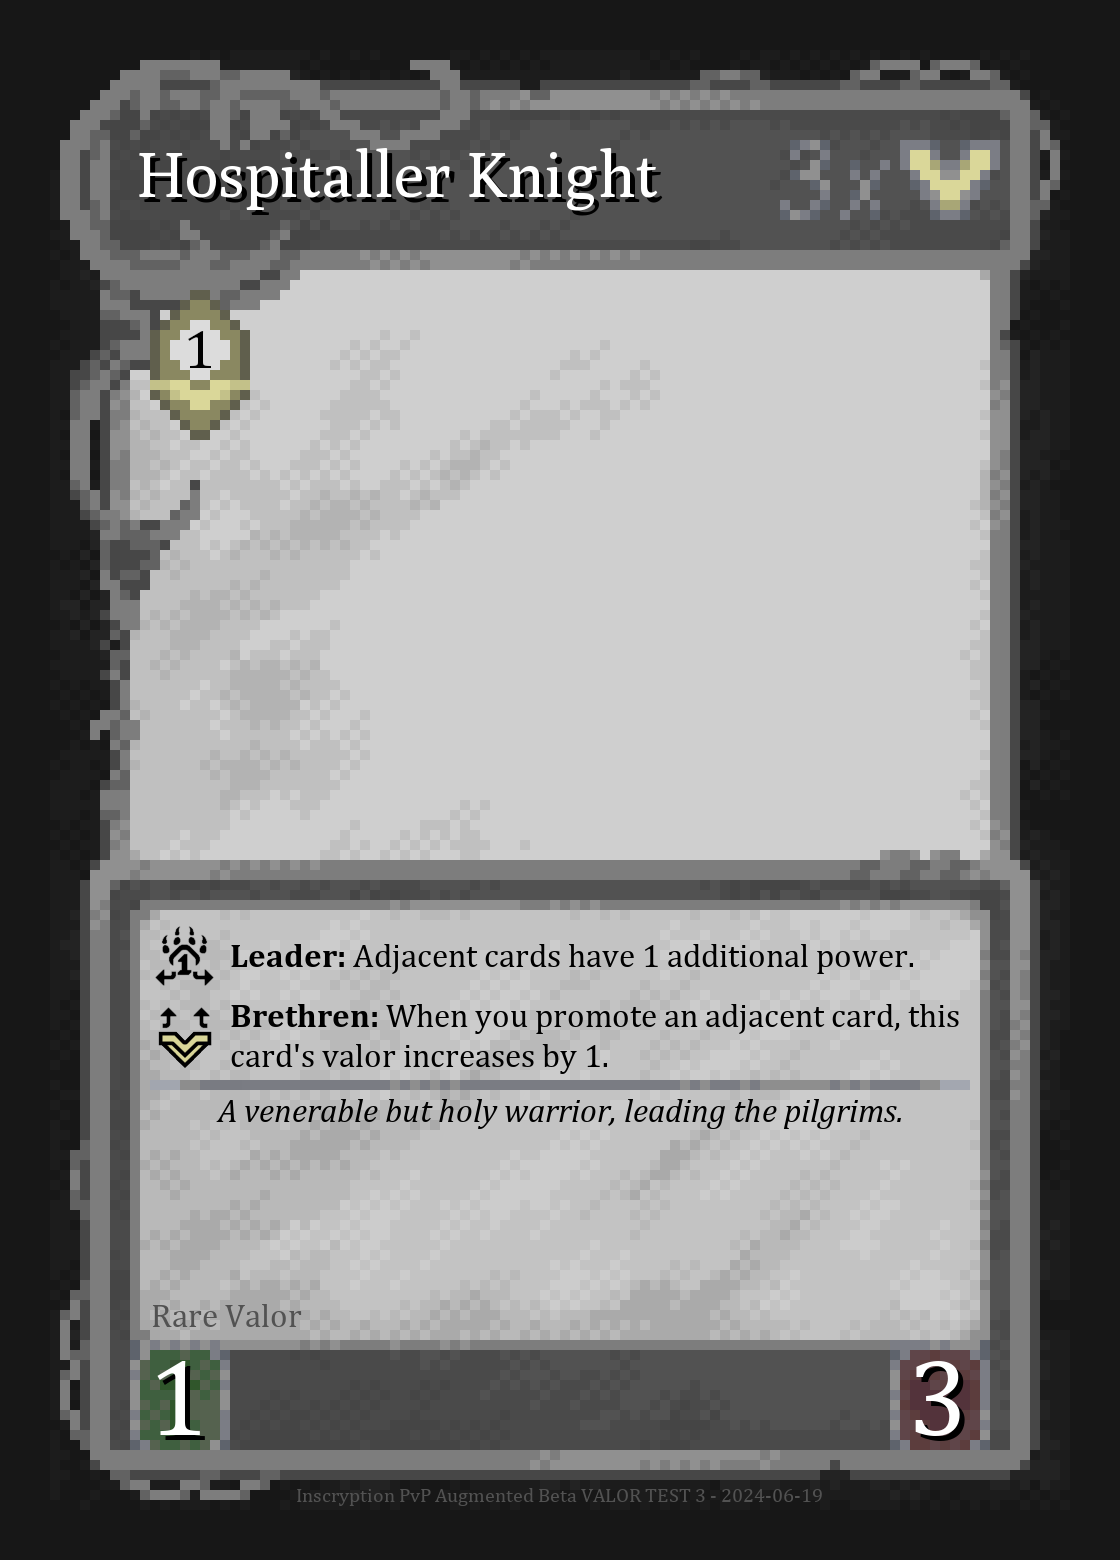 Hospitaller Knight 3x
1
1
Leader: Adjacent cards have 1 additional power.
Brethren: When you promote an adjacent card, this
card's valor increases by 1.
A venerable but holy warrior, leading the pilgrims.
Rare Valor
1 3
Inscryption PvP Augmented Beta VALOR TEST 3 - 2024-06-19